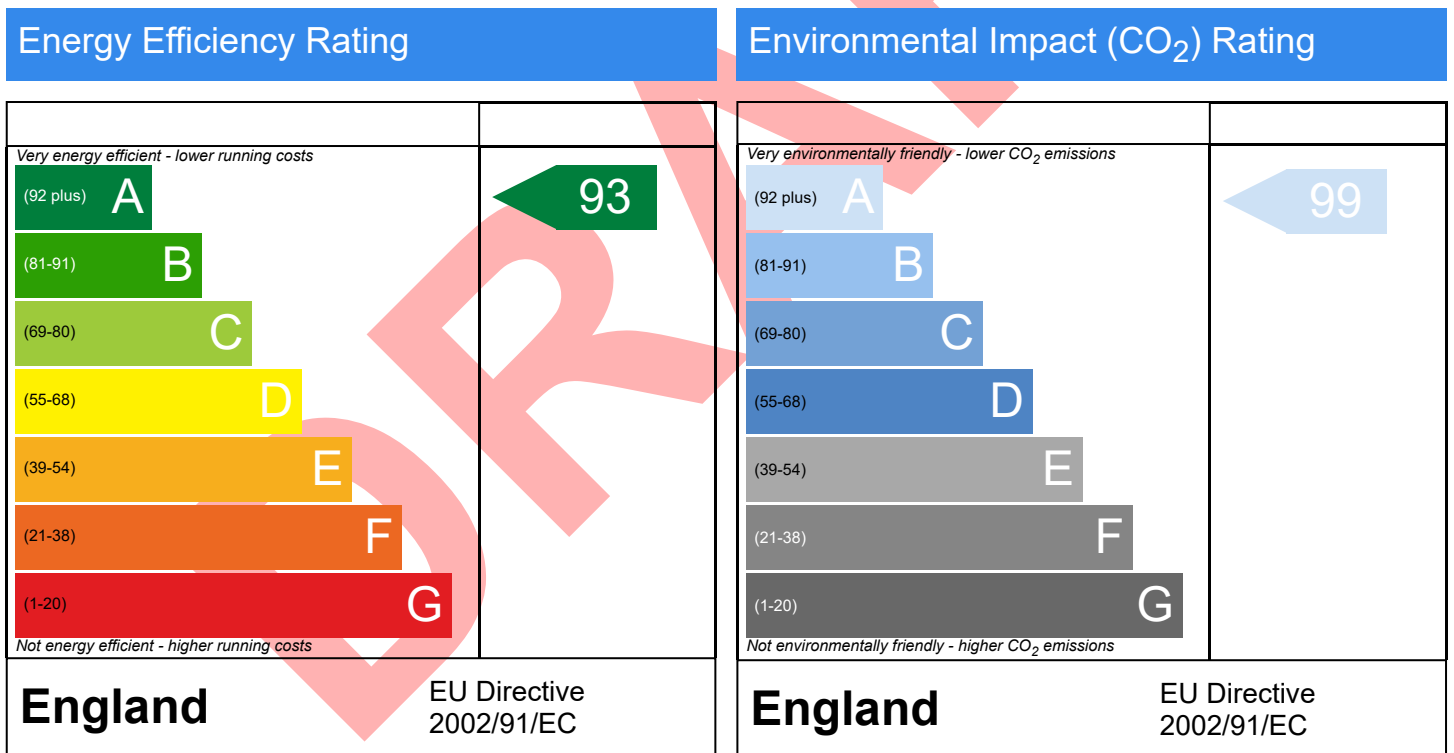 Energy Efficiency Rating
Very energy efficient - lower running costs
(92 plus) A
93
(81-91) B
(69-80) C
(55-68) D
(39-54) E
(21-38) F
(1-20) G
Not energy efficient - higher running costs
England
EU Directive
2002/91/EC
Environmental Impact (CO₂) Rating
Very environmentally friendly - lower CO₂ emissions
(92 plus) A
99
(81-91) B
(69-80) C
(55-68) D
(39-54) E
(21-38) F
(1-20) G
Not environmentally friendly - higher CO₂ emissions
England
EU Directive
2002/91/EC